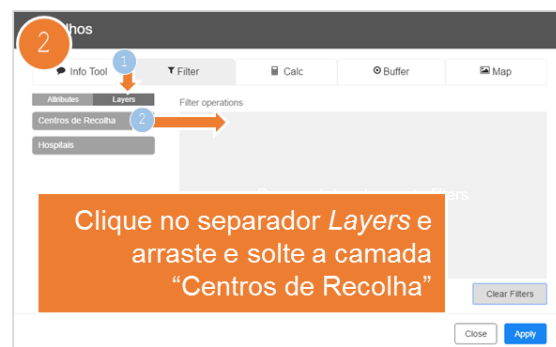 2
lhos
1
Info Tool Filter Calc Buffer Map
Attributes Layers Filter operations
Centros de Recolha 2
Hospitais
ers
Clique no separador Layers e
arraste e solte a camada
“Centros de Recolha”
Clear Filters
Close Apply